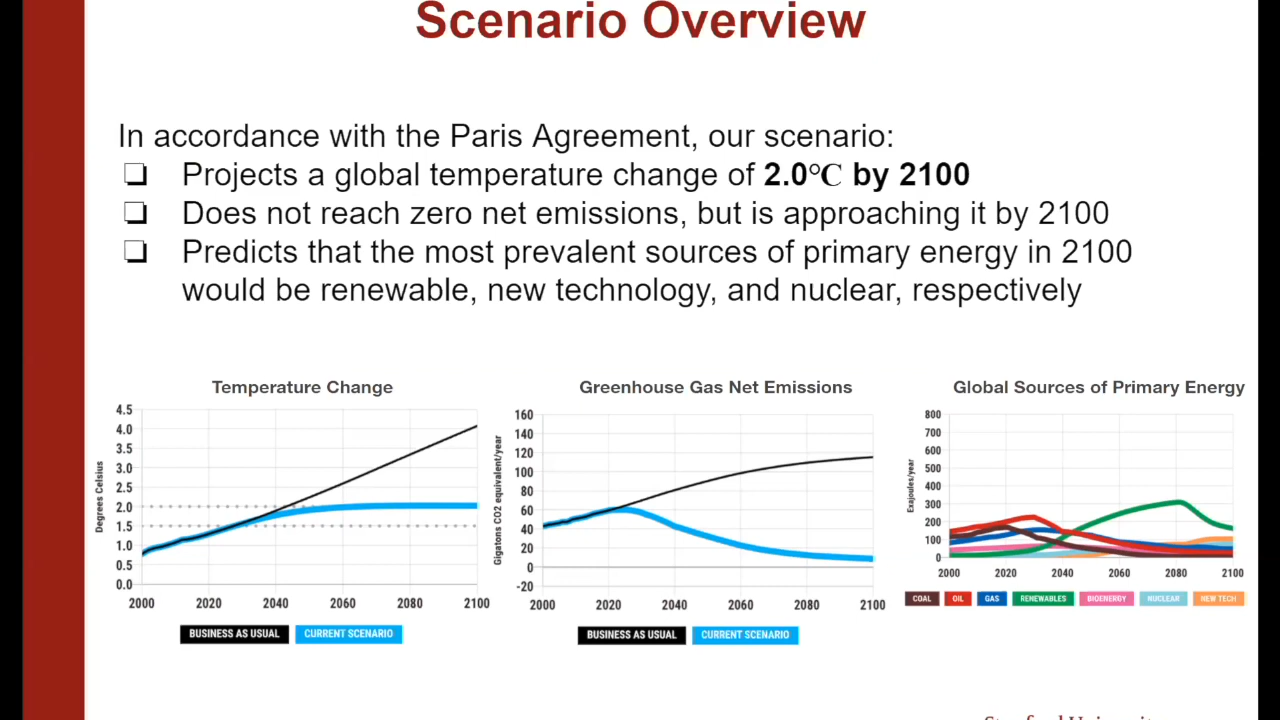 Scenario Overview
In accordance with the Paris Agreement, our scenario:
❏ Projects a global temperature change of 2.0℃ by 2100
❏ Does not reach zero net emissions, but is approaching it by 2100
❏ Predicts that the most prevalent sources of primary energy in 2100
would be renewable, new technology, and nuclear, respectively
Temperature Change
Degrees Celsius
4.5
4.0
3.5
3.0
2.5
2.0
1.5
1.0
0.5
0.0
2000 2020 2040 2060 2080 2100
BUSINESS AS USUAL CURRENT SCENARIO
Greenhouse Gas Net Emissions
Gigatons CO2 equivalent/year
160
140
120
100
80
60
40
20
0
-20
2000 2020 2040 2060 2080 2100
BUSINESS AS USUAL CURRENT SCENARIO
Global Sources of Primary Energy
Exajoules/year
800
700
600
500
400
300
200
100
0
2000 2020 2040 2060 2080 2100
COAL OIL GAS RENEWABLES BIOENERGY NUCLEAR NEW TECH